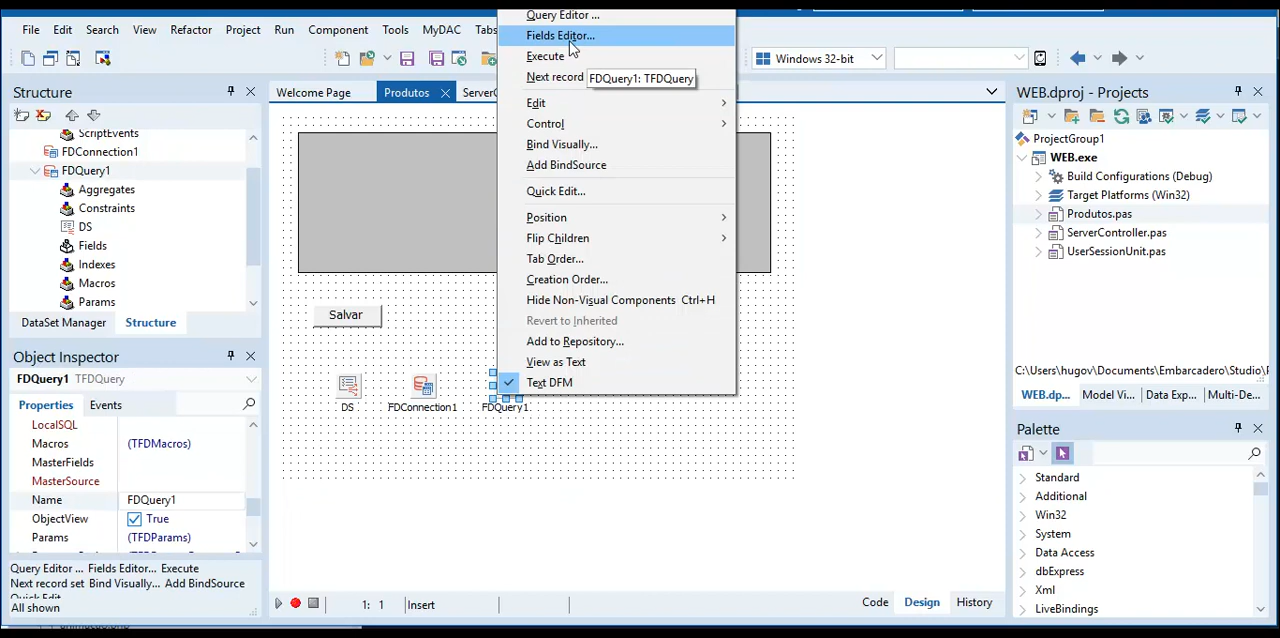 File Edit Search View Refactor Project Run Component Tools MyDAC Tabs
Windows 32-bit
Structure
ScriptEvents
FDConnection1
FDQuery1
Aggregates
Constraints
DS
Fields
Indexes
Macros
Params
DataSet Manager Structure
Object Inspector
FDQuery1 TFDQuery
Properties Events
LocalSQL
Macros (TFDMacros)
MasterFields
MasterSource
Name FDQuery1
ObjectView True
Params (TFDParams)
Query Editor ... Fields Editor... Execute
Next record set Bind Visually... Add BindSource
Quick Edit...
All shown
Welcome Page Produtos ServerC
Salvar
DS FDConnection1 FDQuery1
Query Editor ...
Fields Editor...
Execute
Next record
FDQuery1: TFDQuery
Edit
Control
Bind Visually...
Add BindSource
Quick Edit...
Position
Flip Children
Tab Order...
Creation Order...
Hide Non-Visual Components Ctrl+H
Revert to Inherited
Add to Repository...
View as Text
Text DFM
1: 1 Insert
Code Design History
WEB.dproj - Projects
ProjectGroup1
WEB.exe
Build Configurations (Debug)
Target Platforms (Win32)
Produtos.pas
ServerController.pas
UserSessionUnit.pas
C:\Users\hugov\Documents\Embarcadero\Studio\F
WEB.dp... Model Vi... Data Exp... Multi-De...
Palette
Standard
Additional
Win32
System
Data Access
dbExpress
Xml
LiveBindings